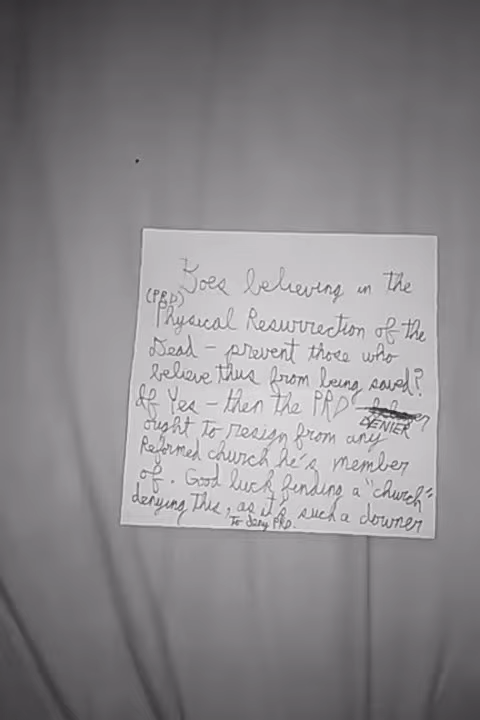 Does believing in the
(PRD)
Physical Resurrection of the
Dead - prevent those who
believe thus from being saved?
If Yes - then the PRD
DENIER
ought to resign from any
Reformed church he's member
of. Good luck finding a "church"
denying this, as it's such a downer
To deny PRD.